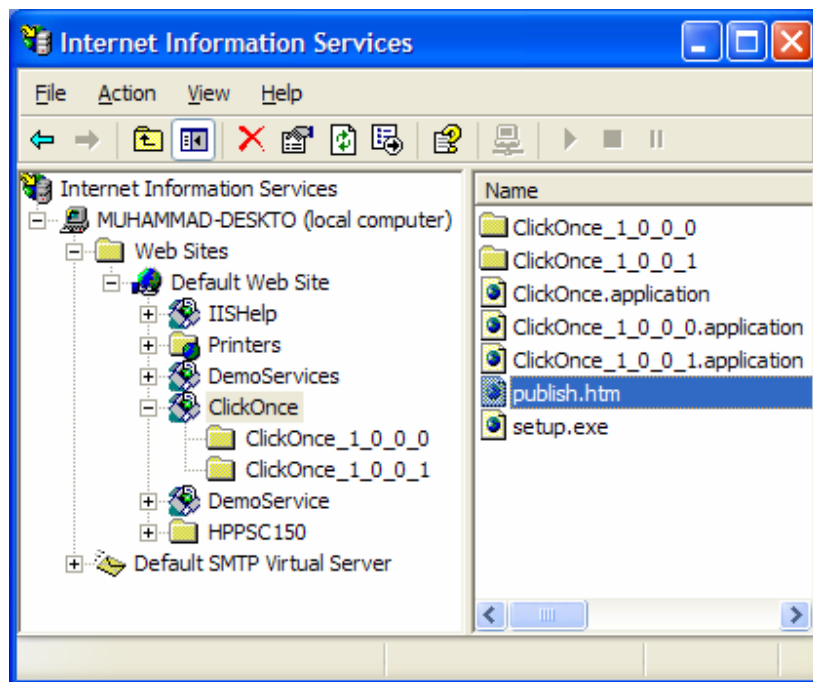 Internet Information Services
File Action View Help
Internet Information Services
MUHAMMAD-DESKTO (local computer)
Web Sites
Default Web Site
IISHelp
Printers
DemoServices
ClickOnce
ClickOnce_1_0_0_0
ClickOnce_1_0_0_1
DemoService
HPPSC150
Default SMTP Virtual Server
Name
ClickOnce_1_0_0_0
ClickOnce_1_0_0_1
ClickOnce.application
ClickOnce_1_0_0_0.application
ClickOnce_1_0_0_1.application
publish.htm
setup.exe